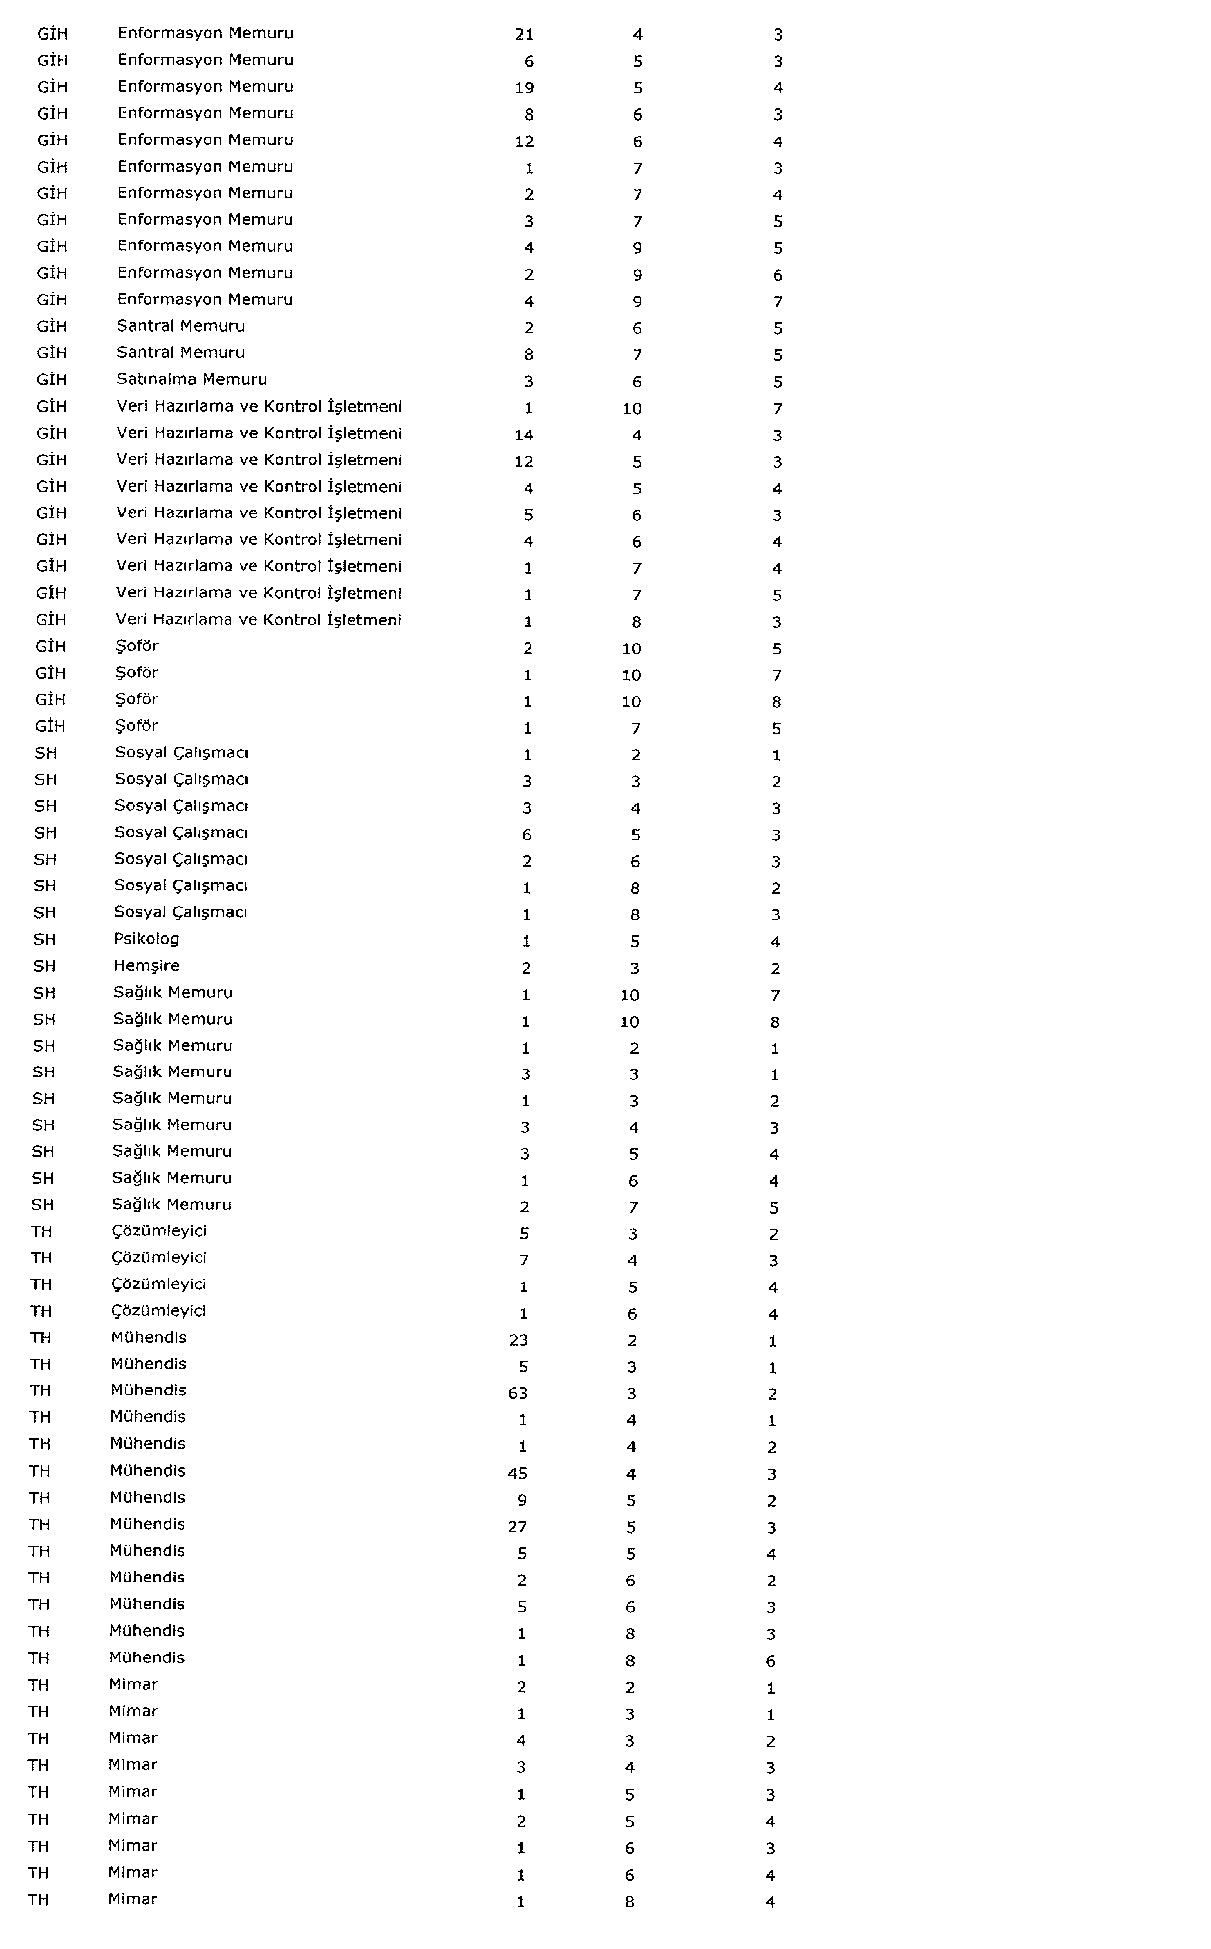 GİH Enformasyon Memuru 21 4 3
GİH Enformasyon Memuru 6 5 3
GİH Enformasyon Memuru 19 5 4
GİH Enformasyon Memuru 8 6 3
GİH Enformasyon Memuru 12 6 4
GİH Enformasyon Memuru 1 7 3
GİH Enformasyon Memuru 2 7 4
GİH Enformasyon Memuru 3 7 5
GİH Enformasyon Memuru 4 9 5
GİH Enformasyon Memuru 2 9 6
GİH Enformasyon Memuru 4 9 7
GİH Santral Memuru 2 6 5
GİH Santral Memuru 8 7 5
GİH Satınalma Memuru 3 6 5
GİH Veri Hazırlama ve Kontrol İşletmeni 1 10 7
GİH Veri Hazırlama ve Kontrol İşletmeni 14 4 3
GİH Veri Hazırlama ve Kontrol İşletmeni 12 5 3
GİH Veri Hazırlama ve Kontrol İşletmeni 4 5 4
GİH Veri Hazırlama ve Kontrol İşletmeni 5 6 3
GİH Veri Hazırlama ve Kontrol İşletmeni 4 6 4
GİH Veri Hazırlama ve Kontrol İşletmeni 1 7 4
GİH Veri Hazırlama ve Kontrol İşletmeni 1 7 5
GİH Veri Hazırlama ve Kontrol İşletmeni 1 8 3
GİH Şoför 2 10 5
GİH Şoför 1 10 7
GİH Şoför 1 10 8
GİH Şoför 1 7 5
SH Sosyal Çalışmacı 1 2 1
SH Sosyal Çalışmacı 3 3 2
SH Sosyal Çalışmacı 3 4 3
SH Sosyal Çalışmacı 6 5 3
SH Sosyal Çalışmacı 2 6 3
SH Sosyal Çalışmacı 1 8 2
SH Sosyal Çalışmacı 1 8 3
SH Psikolog 1 5 4
SH Hemşire 2 3 2
SH Sağlık Memuru 1 10 7
SH Sağlık Memuru 1 10 8
SH Sağlık Memuru 1 2 1
SH Sağlık Memuru 3 3 1
SH Sağlık Memuru 1 3 2
SH Sağlık Memuru 3 4 3
SH Sağlık Memuru 3 5 4
SH Sağlık Memuru 1 6 4
SH Sağlık Memuru 2 7 5
TH Çözümleyici 5 3 2
TH Çözümleyici 7 4 3
TH Çözümleyici 1 5 4
TH Çözümleyici 1 6 4
TH Mühendis 23 2 1
TH Mühendis 5 3 1
TH Mühendis 63 3 2
TH Mühendis 1 4 1
TH Mühendis 1 4 2
TH Mühendis 45 4 3
TH Mühendis 9 5 2
TH Mühendis 27 5 3
TH Mühendis 5 5 4
TH Mühendis 2 6 2
TH Mühendis 5 6 3
TH Mühendis 1 8 3
TH Mühendis 1 8 6
TH Mimar 2 2 1
TH Mimar 1 3 1
TH Mimar 4 3 2
TH Mimar 3 4 3
TH Mimar 1 5 3
TH Mimar 2 5 4
TH Mimar 1 6 3
TH Mimar 1 6 4
TH Mimar 1 8 4